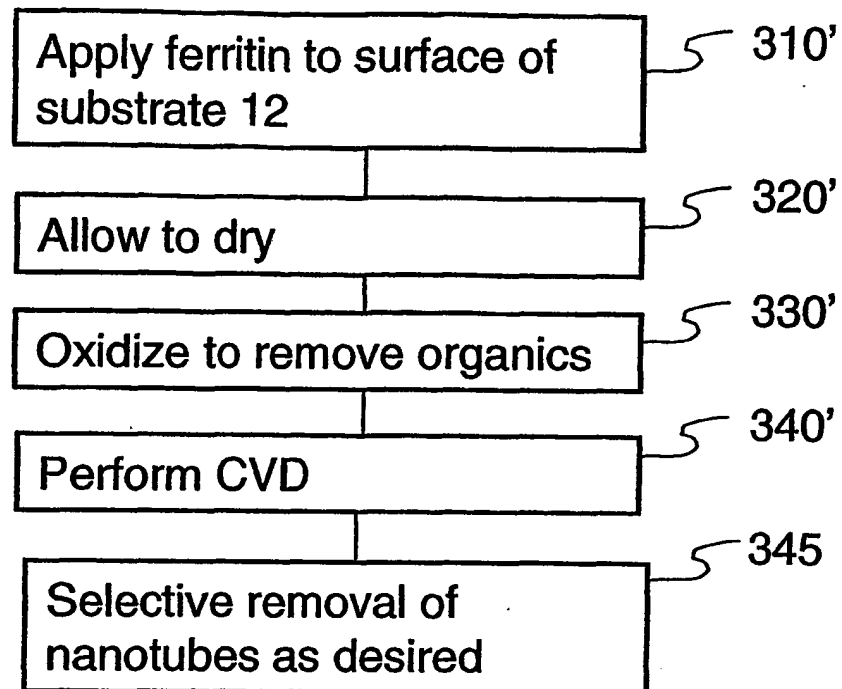 Apply ferritin to surface of
substrate 12
310'
Allow to dry
320'
Oxidize to remove organics
330'
Perform CVD
340'
Selective removal of
nanotubes as desired
345